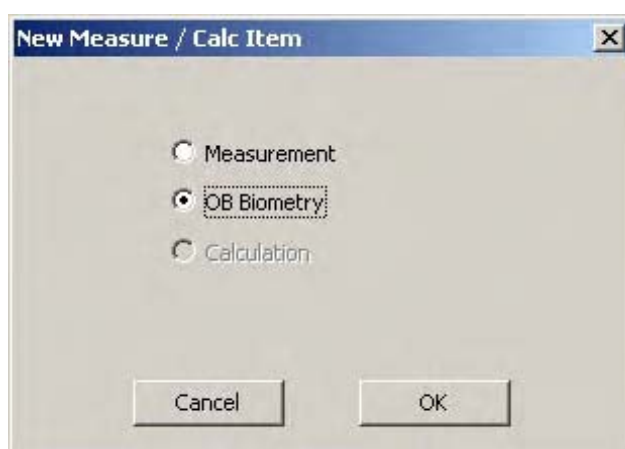 New Measure / Calc Item
Measurement
OB Biometry
Calculation
Cancel OK